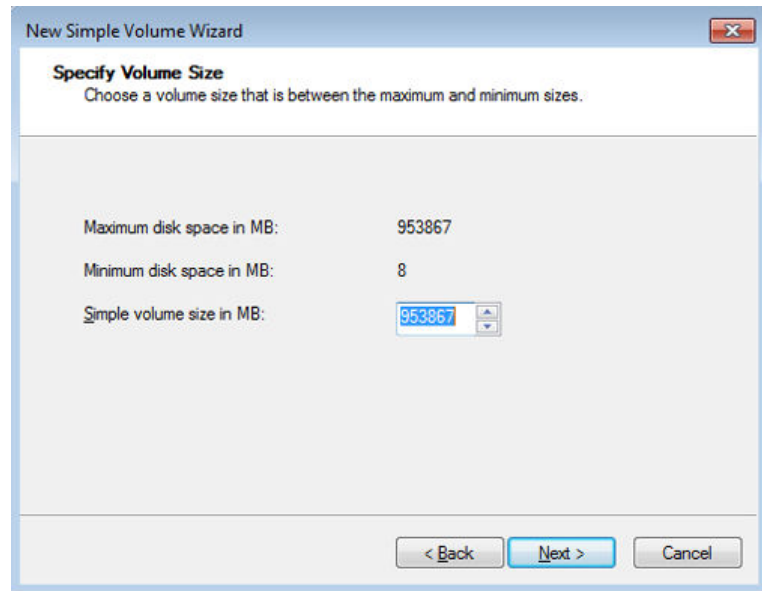 New Simple Volume Wizard
Specify Volume Size
Choose a volume size that is between the maximum and minimum sizes.
Maximum disk space in MB: 953867
Minimum disk space in MB: 8
Simple volume size in MB: 953867
< Back Next > Cancel